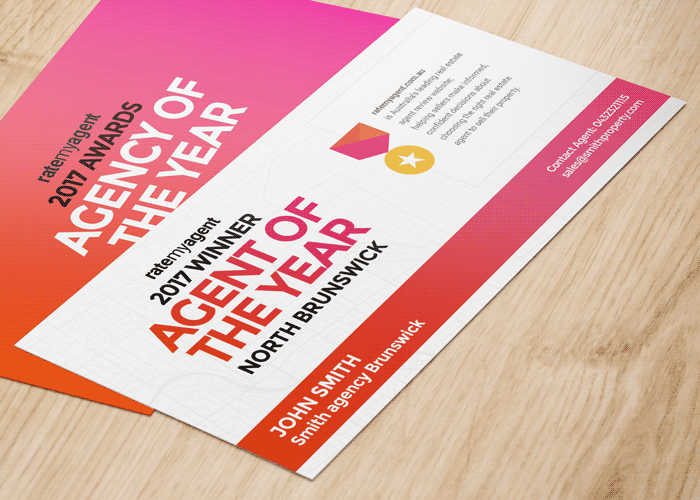 ratemyagent
2017 AWARDS
AGENCY OF
THE YEAR
ratemyagent.com.au
is Australia's leading real estate
agent review website;
helping sellers make informed,
confident decisions about
choosing the right real estate
agent to sell their property.
ratemyagent
2017 WINNER
AGENT OF
THE YEAR
NORTH BRUNSWICK
JOHN SMITH
Smith agency Brunswick
Contact Agent: 0432321115
sales@smithproperty.com